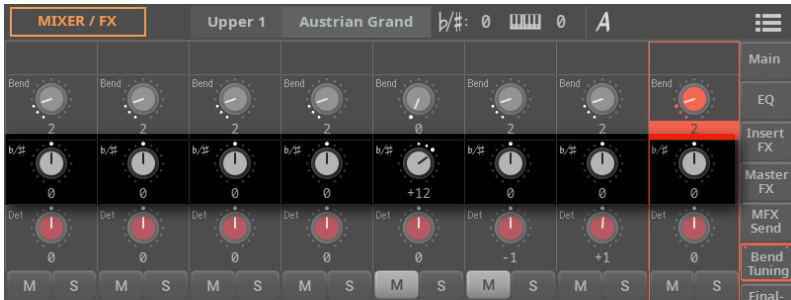 MIXER / FX Upper 1 Austrian Grand b/#: 0 0 A
Main
Bend Bend Bend Bend Bend Bend Bend Bend
EQ
2 2 2 2 0 2 2 2
Insert
FX
b/# b/# b/# b/# b/# b/# b/# b/#
0 0 0 0 +12 0 0 0
Master
FX
Det Det Det Det Det Det Det Det
MFX
Send
0 0 0 0 0 -1 +1 0
Bend
Tuning
M S M S M S M S M S M S M S M S
Final-